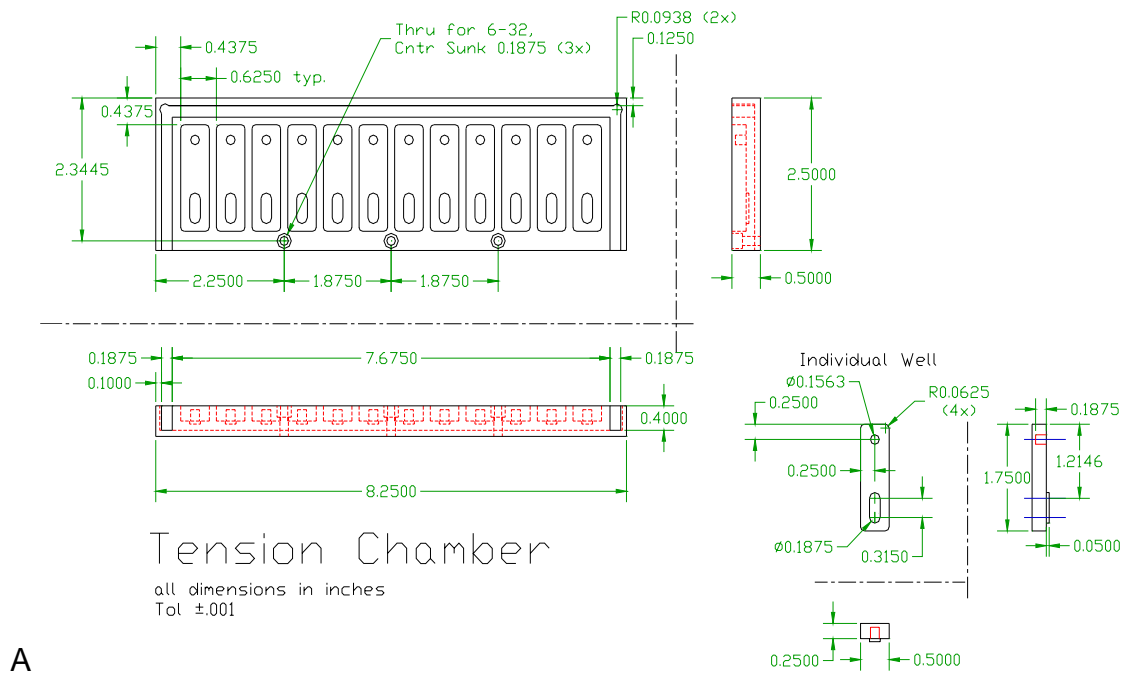 R0.0938 (2x)
Thru for 6-32,
Cntr Sunk 0.1875 (3x)
0.1250
0.4375
0.6250 typ.
0.4375
2.3445
2.5000
2.2500
1.8750
1.8750
0.5000
0.1875
7.6750
0.1875
0.1000
0.4000
8.2500
Individual Well
ø0.1563
R0.0625
(4x)
0.2500
0.1875
0.2500
1.7500
1.2146
ø0.1875
0.3150
0.0500
0.2500
0.5000
Tension Chamber
all dimensions in inches
Tol ±.001
A